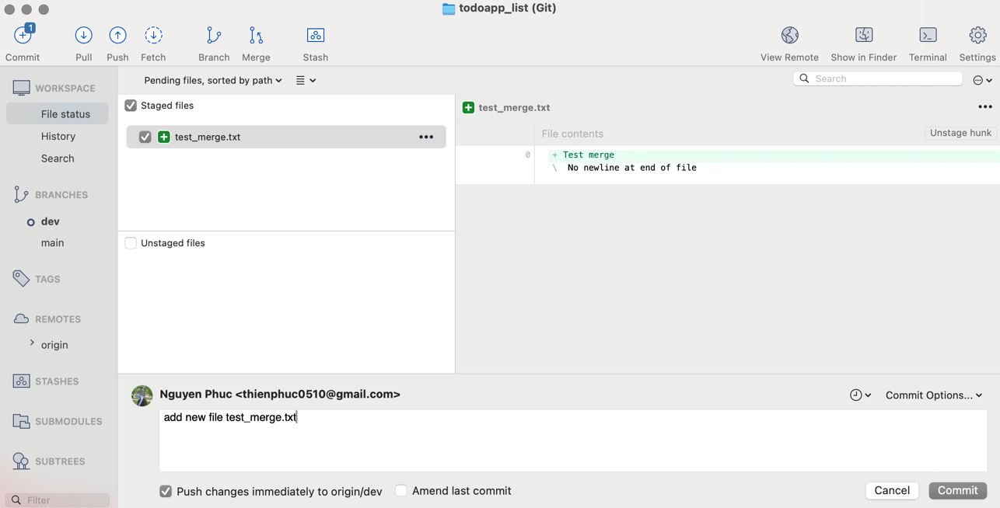 todoapp_list (Git)
1
Commit
Pull
Push
Fetch
Branch
Merge
Stash
View Remote
Show in Finder
Terminal
Settings
WORKSPACE
File status
History
Search
BRANCHES
dev
main
TAGS
REMOTES
origin
STASHES
SUBMODULES
SUBTREES
Filter
Pending files, sorted by path
Search
Staged files
test_merge.txt
Unstaged files
test_merge.txt
File contents
Unstage hunk
0 + Test merge
\ No newline at end of file
Nguyen Phuc <thienphuc0510@gmail.com>
Commit Options...
add new file test_merge.txt
Push changes immediately to origin/dev
Amend last commit
Cancel
Commit